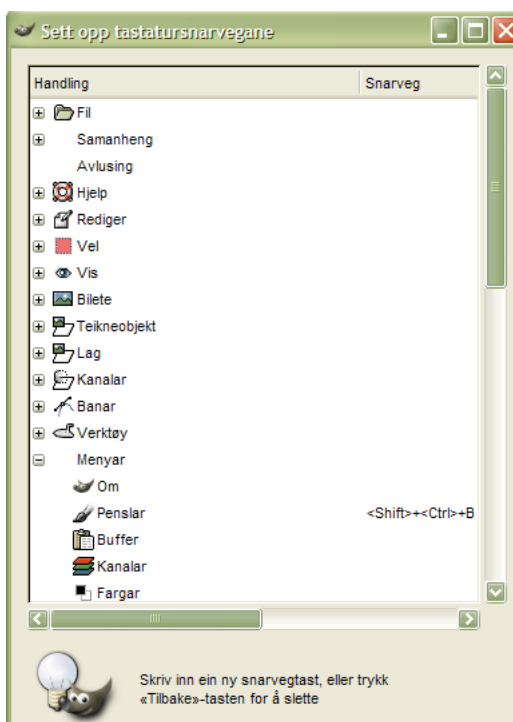 Sett opp tastatursnarvegane
Handling Snarveg
Fil
Samanheng
Avlusing
Hjelp
Rediger
Vel
Vis
Bilete
Teikneobjekt
Lag
Kanalar
Banar
Verktøy
Menyar
Om
Penslar <Shift>+<Ctrl>+B
Buffer
Kanalar
Fargar
Skriv inn ein ny snarvegtast, eller trykk
«Tilbake»-tasten for å slette